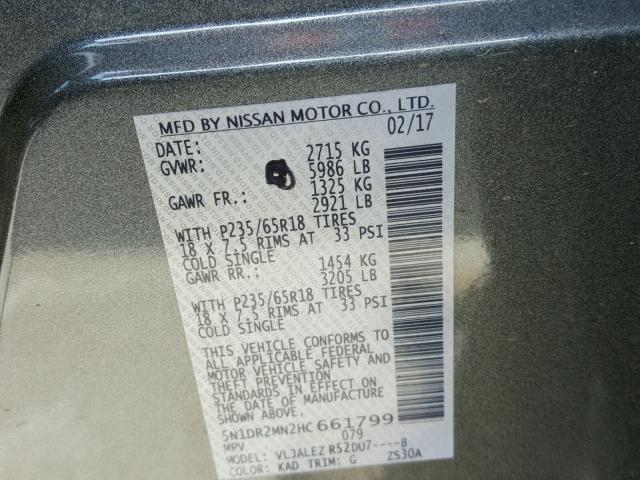 MFD BY NISSAN MOTOR CO., LTD.
DATE: 02/17
GVWR: 2715 KG
5986 LB
GAWR FR.: 1325 KG
2921 LB
WITH P235/65R18 TIRES
18 X 7.5 RIMS AT 33 PSI
COLD SINGLE
GAWR RR.: 1454 KG
3205 LB
WITH P235/65R18 TIRES
18 X 7.5 RIMS AT 33 PSI
COLD SINGLE
THIS VEHICLE CONFORMS TO
ALL APPLICABLE FEDERAL
MOTOR VEHICLE SAFETY AND
THEFT PREVENTION
STANDARDS IN EFFECT ON
THE DATE OF MANUFACTURE
SHOWN ABOVE.
5N1DR2MN2HC661799
MPV 079
MODEL: VLJALEZ R52DU7----B
COLOR: KAD TRIM: G ZS30A